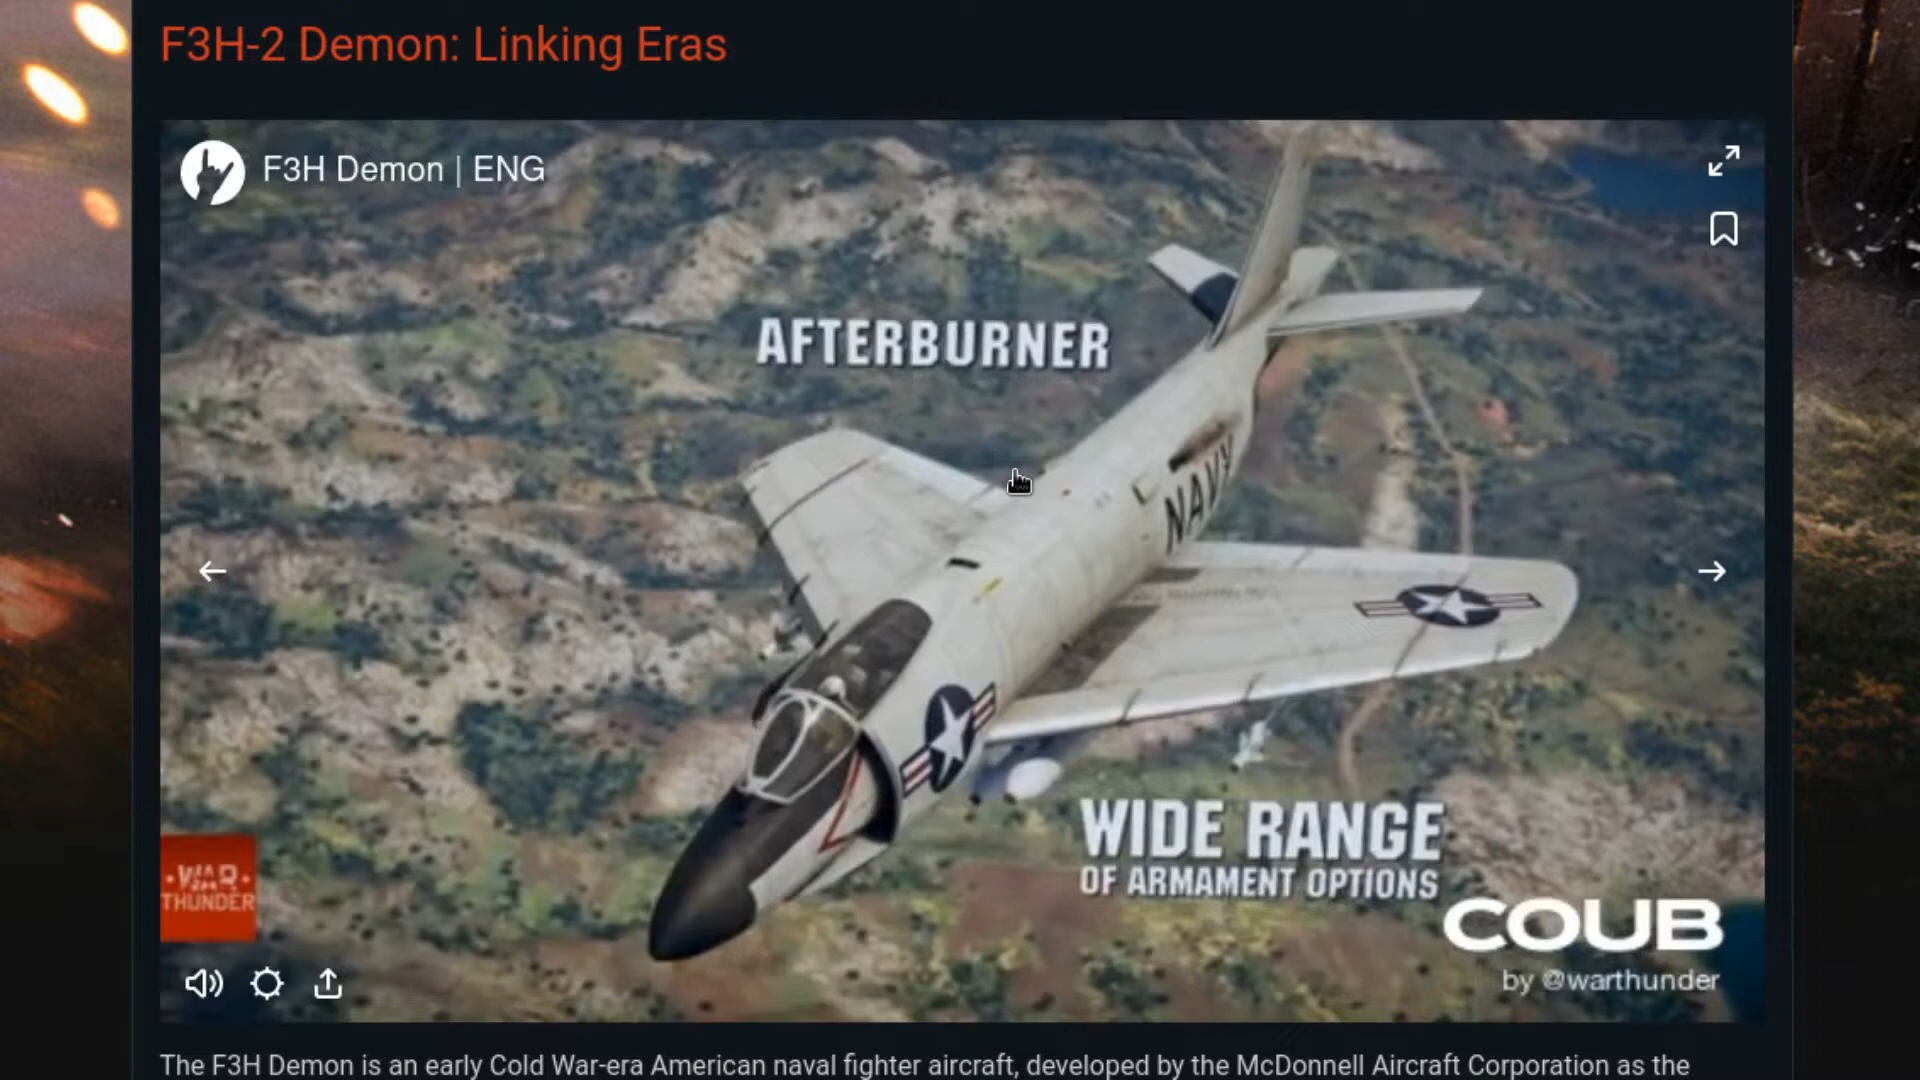 F3H-2 Demon: Linking Eras
F3H Demon | ENG
AFTERBURNER
NAVY
WIDE RANGE
OF ARMAMENT OPTIONS
WAR
THUNDER
COUB
by @warthunder
The F3H Demon is an early Cold War-era American naval fighter aircraft, developed by the McDonnell Aircraft Corporation as the